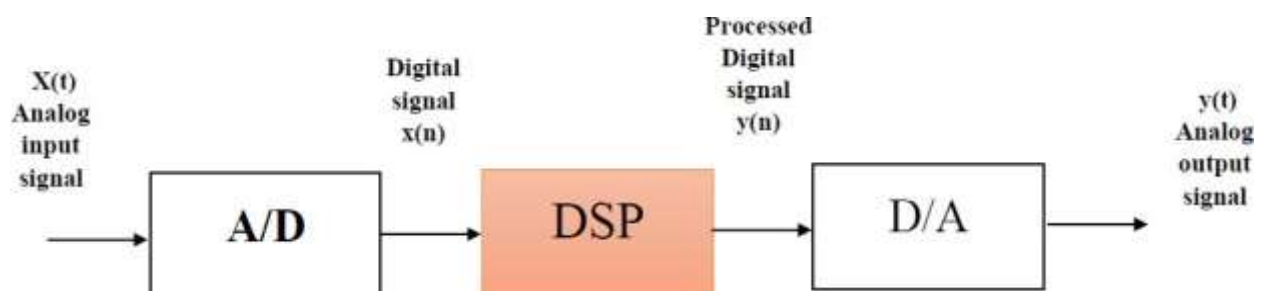 X(t)
Analog
input
signal
A/D
Digital
signal
x(n)
DSP
Processed
Digital
signal
y(n)
D/A
y(t)
Analog
output
signal